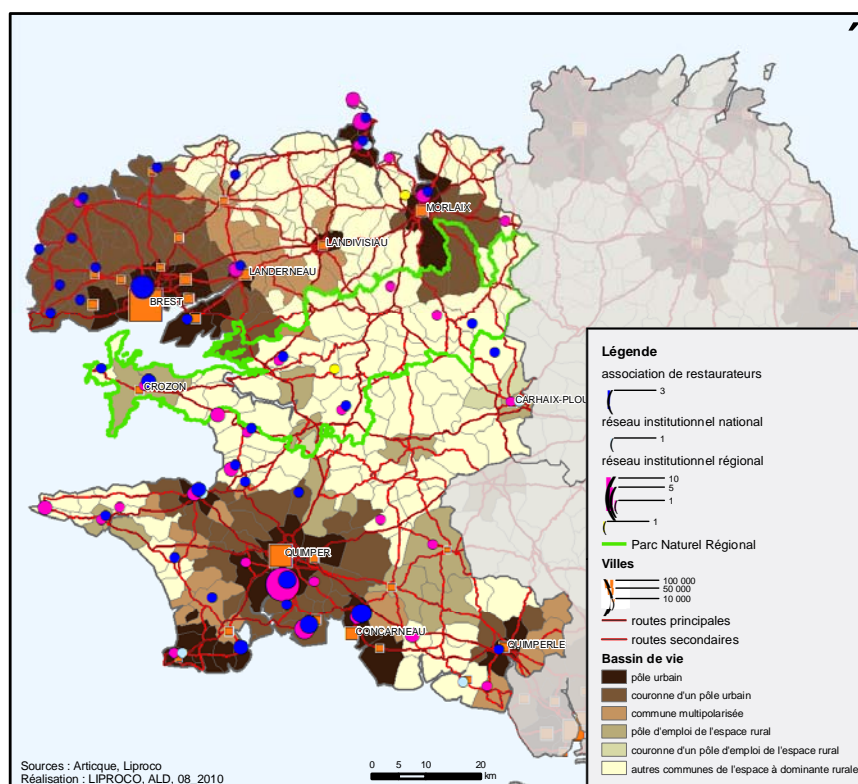 MORLAIX
LANDIVISIAU
LANDERNEAU
BREST
CROZON
CARHAIX-PLOU
QUIMPER
CONCARNEAU
QUIMPERLE
Légende
association de restaurateurs
3
réseau institutionnel national
1
réseau institutionnel régional
10
5
1
1
Parc Naturel Régional
Villes
100 000
50 000
10 000
routes principales
routes secondaires
Bassin de vie
pôle urbain
couronne d'un pôle urbain
commune multipolarisée
pôle d'emploi de l'espace rural
couronne d'un pôle d'emploi de l'espace rural
autres communes de l'espace à dominante rurale
Sources : Articque, Liproco
Réalisation : LIPROCO, ALD, 08_2010
0 5 10 20
km